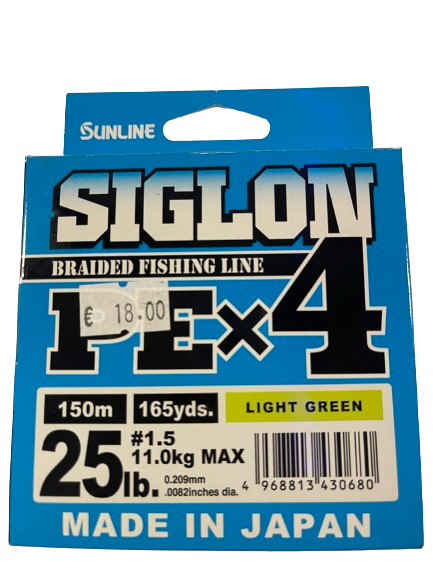 SUNLINE
SIGLON
BRAIDED FISHING LINE
PE×4
€ 18.00
150m 165yds. LIGHT GREEN
25lb.
#1.5
11.0kg MAX
0.209mm
.0082inches dia.
4 968813 430680
MADE IN JAPAN